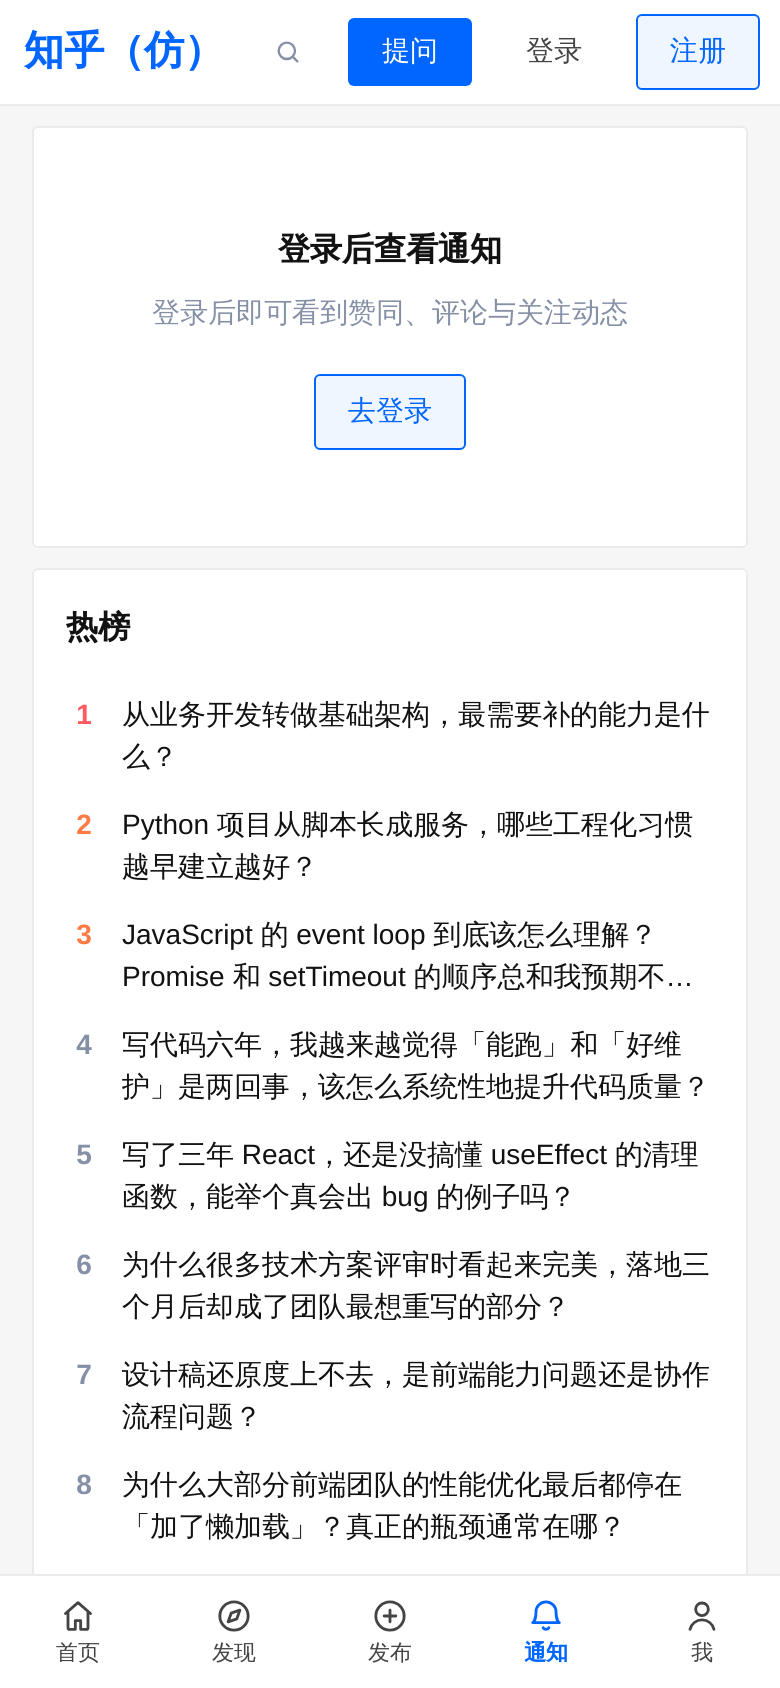 知乎（仿）
提问
登录
注册
登录后查看通知
登录后即可看到赞同、评论与关注动态
去登录
热榜
1 从业务开发转做基础架构，最需要补的能力是什
么？
2 Python 项目从脚本长成服务，哪些工程化习惯
越早建立越好？
3 JavaScript 的 event loop 到底该怎么理解？
Promise 和 setTimeout 的顺序总和我预期不…
4 写代码六年，我越来越觉得「能跑」和「好维
护」是两回事，该怎么系统性地提升代码质量？
5 写了三年 React，还是没搞懂 useEffect 的清理
函数，能举个真会出 bug 的例子吗？
6 为什么很多技术方案评审时看起来完美，落地三
个月后却成了团队最想重写的部分？
7 设计稿还原度上不去，是前端能力问题还是协作
流程问题？
8 为什么大部分前端团队的性能优化最后都停在
「加了懒加载」？真正的瓶颈通常在哪？
首页
发现
发布
通知
我